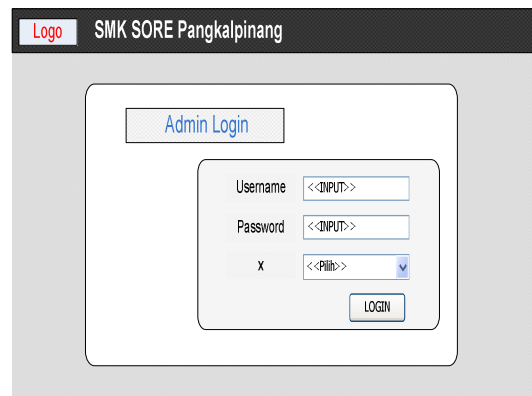 Logo SMK SORE Pangkalpinang
Admin Login
Username <<INPUT>>
Password <<INPUT>>
X <<Pilih>>
LOGIN